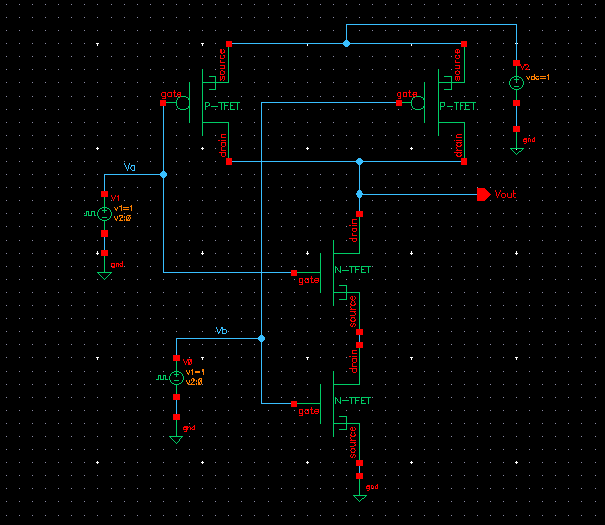 source
source
V2
vdc=1
gate
P-TFET
gate
P-TFET
drain
drain
gnd
Va
V1
v1=1
v2:0
Vout
drain
gnd
N-TFET
gate
source
Vb
drain
V0
v1=1
v2:0
N-TFET
gate
gnd
source
gnd